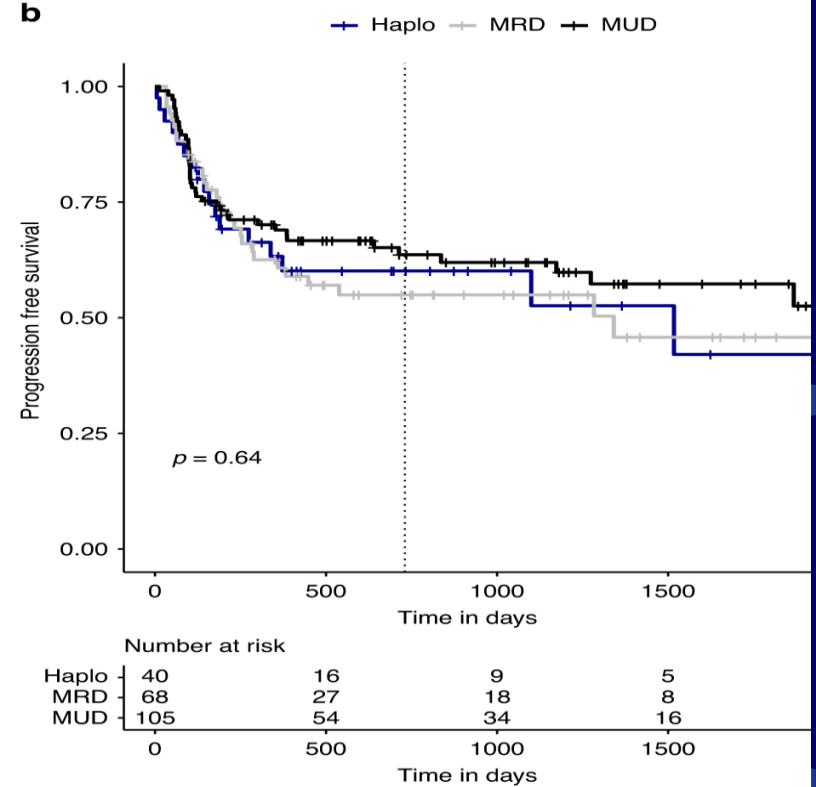 b
Haplo MRD MUD
1.00
0.75
0.50
0.25
0.00
Progression free survival
p = 0.64
0 500 1000 1500
Time in days
Number at risk
Haplo 40 16 9 5
MRD 68 27 18 8
MUD 105 54 34 16
0 500 1000 1500
Time in days